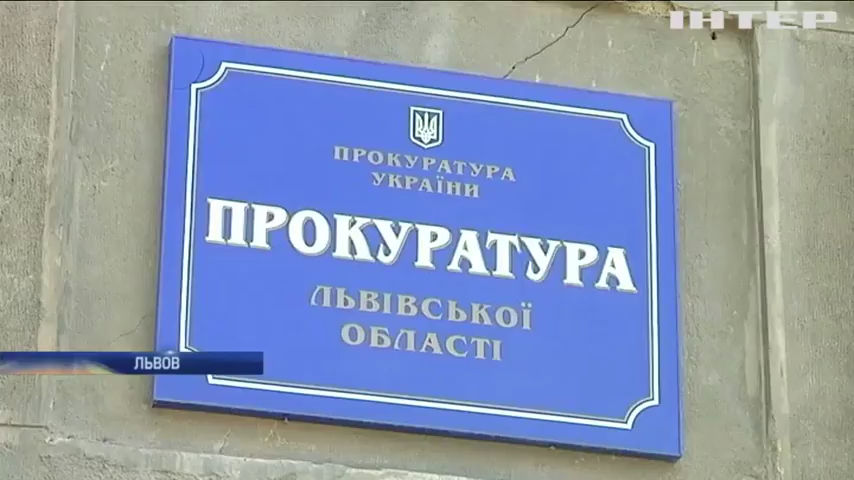 ІНТЕР
ПРОКУРАТУРА
УКРАЇНИ
ПРОКУРАТУРА
ЛЬВІВСЬКОЇ
ОБЛАСТІ
ЛЬВОВ